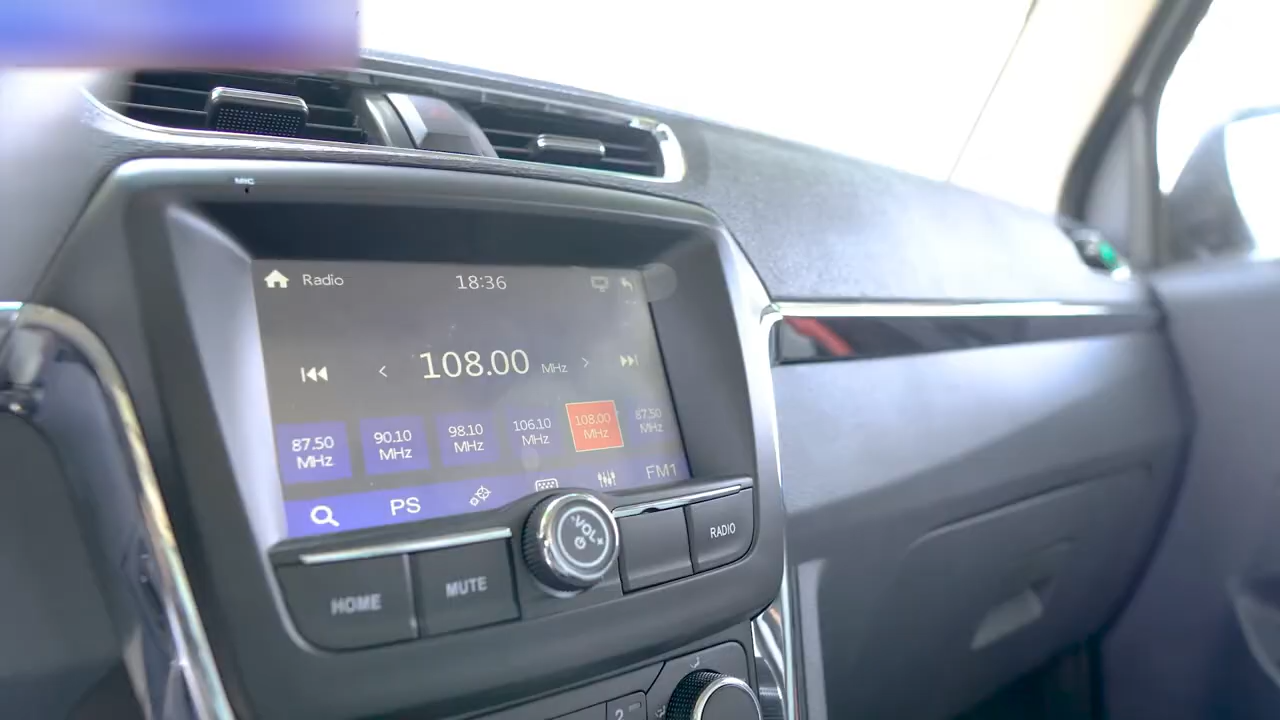 MIC
Radio
18:36
108.00 MHz
87.50 MHz
90.10 MHz
98.10 MHz
106.10 MHz
108.00 MHz
87.50 MHz
PS
FM1
VOL
HOME
MUTE
RADIO
2